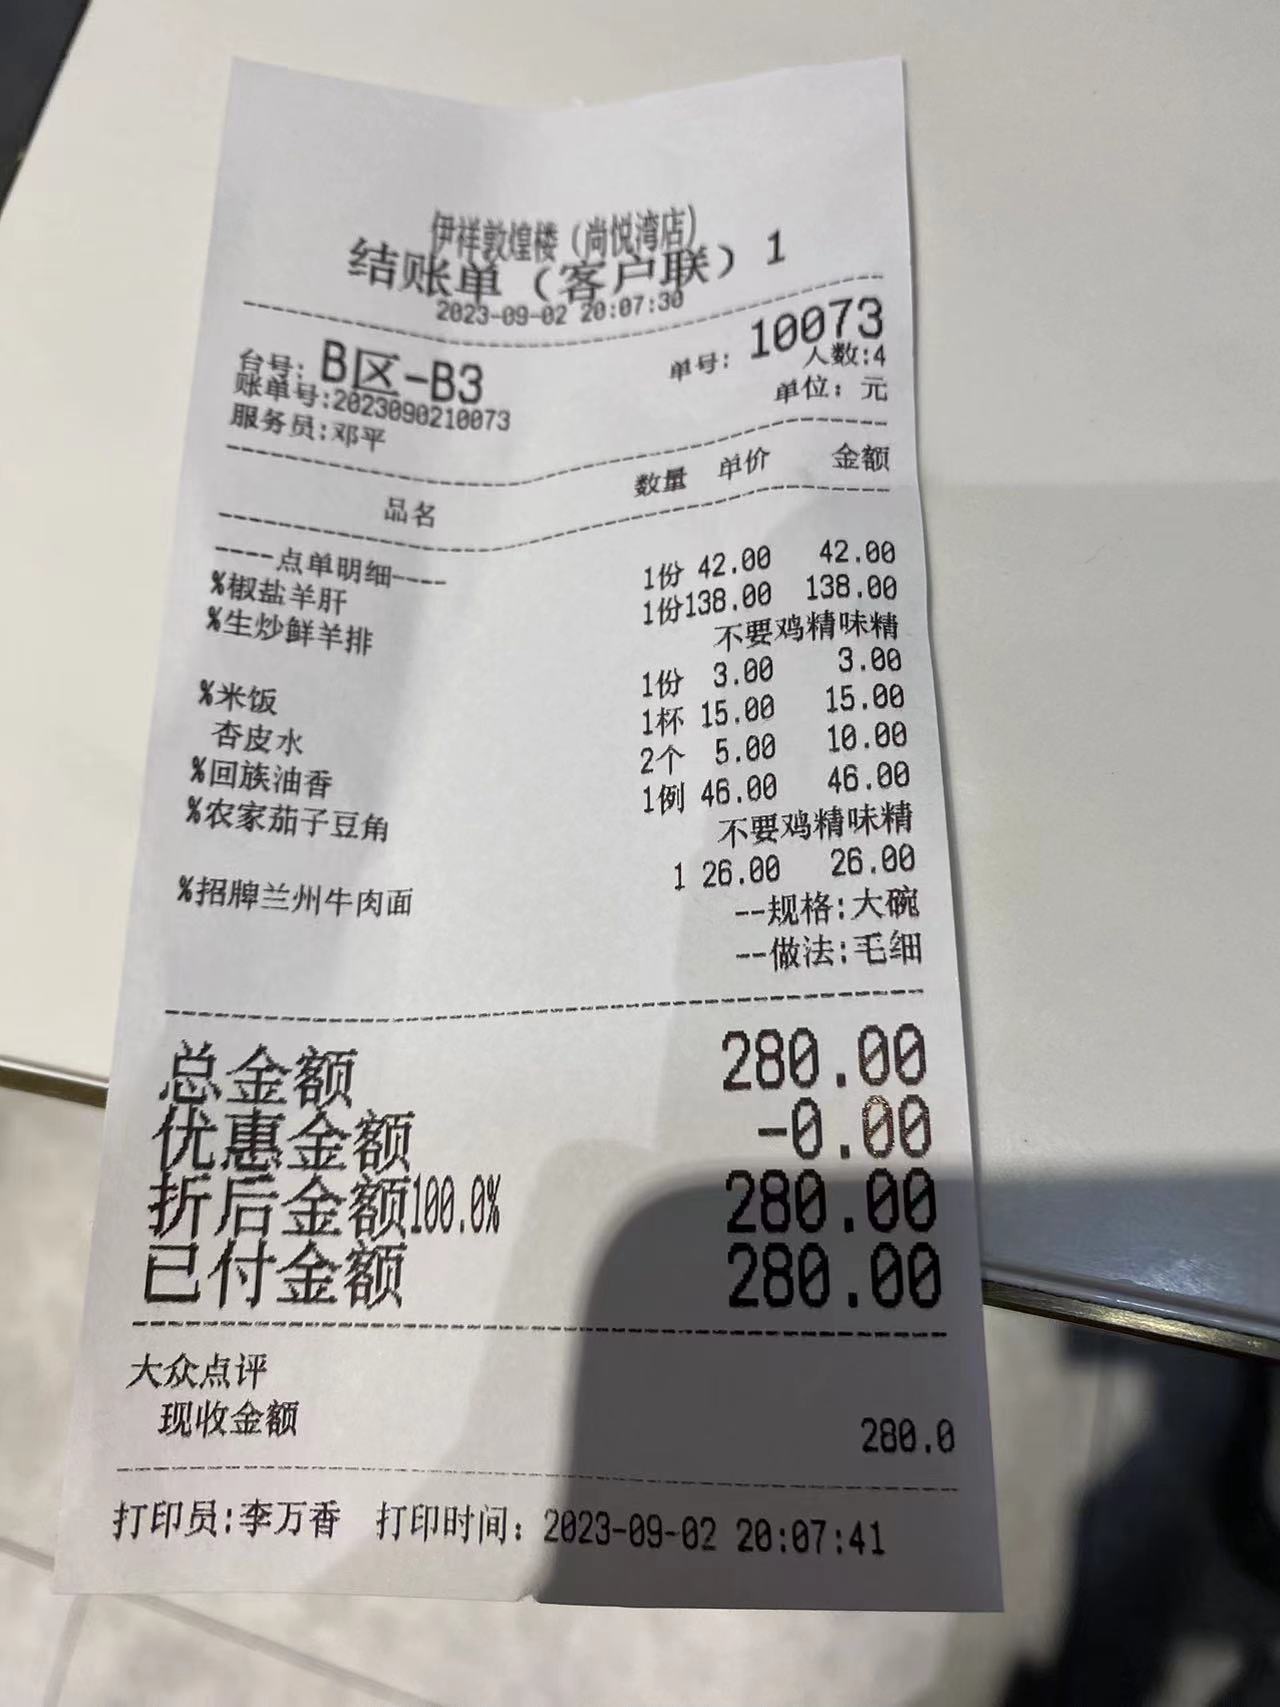 伊祥敦煌楼（尚悦湾店）
结账单（客户联）1
2023-09-02 20:07:30
台号: B区-B3 单号: 10073
账单号:2023090210073 人数:4
服务员:邓平 单位: 元
品名 数量 单价 金额
----点单明细----
%椒盐羊肝 1份 42.00 42.00
%生炒鲜羊排 1份138.00 138.00
不要鸡精味精
%米饭 1份 3.00 3.00
杏皮水 1杯 15.00 15.00
%回族油香 2个 5.00 10.00
%农家茄子豆角 1例 46.00 46.00
不要鸡精味精
%招牌兰州牛肉面 1 26.00 26.00
--规格:大碗
--做法:毛细
总金额 280.00
优惠金额 -0.00
折后金额100.0% 280.00
已付金额 280.00
大众点评
现收金额 280.0
打印员:李万香 打印时间: 2023-09-02 20:07:41